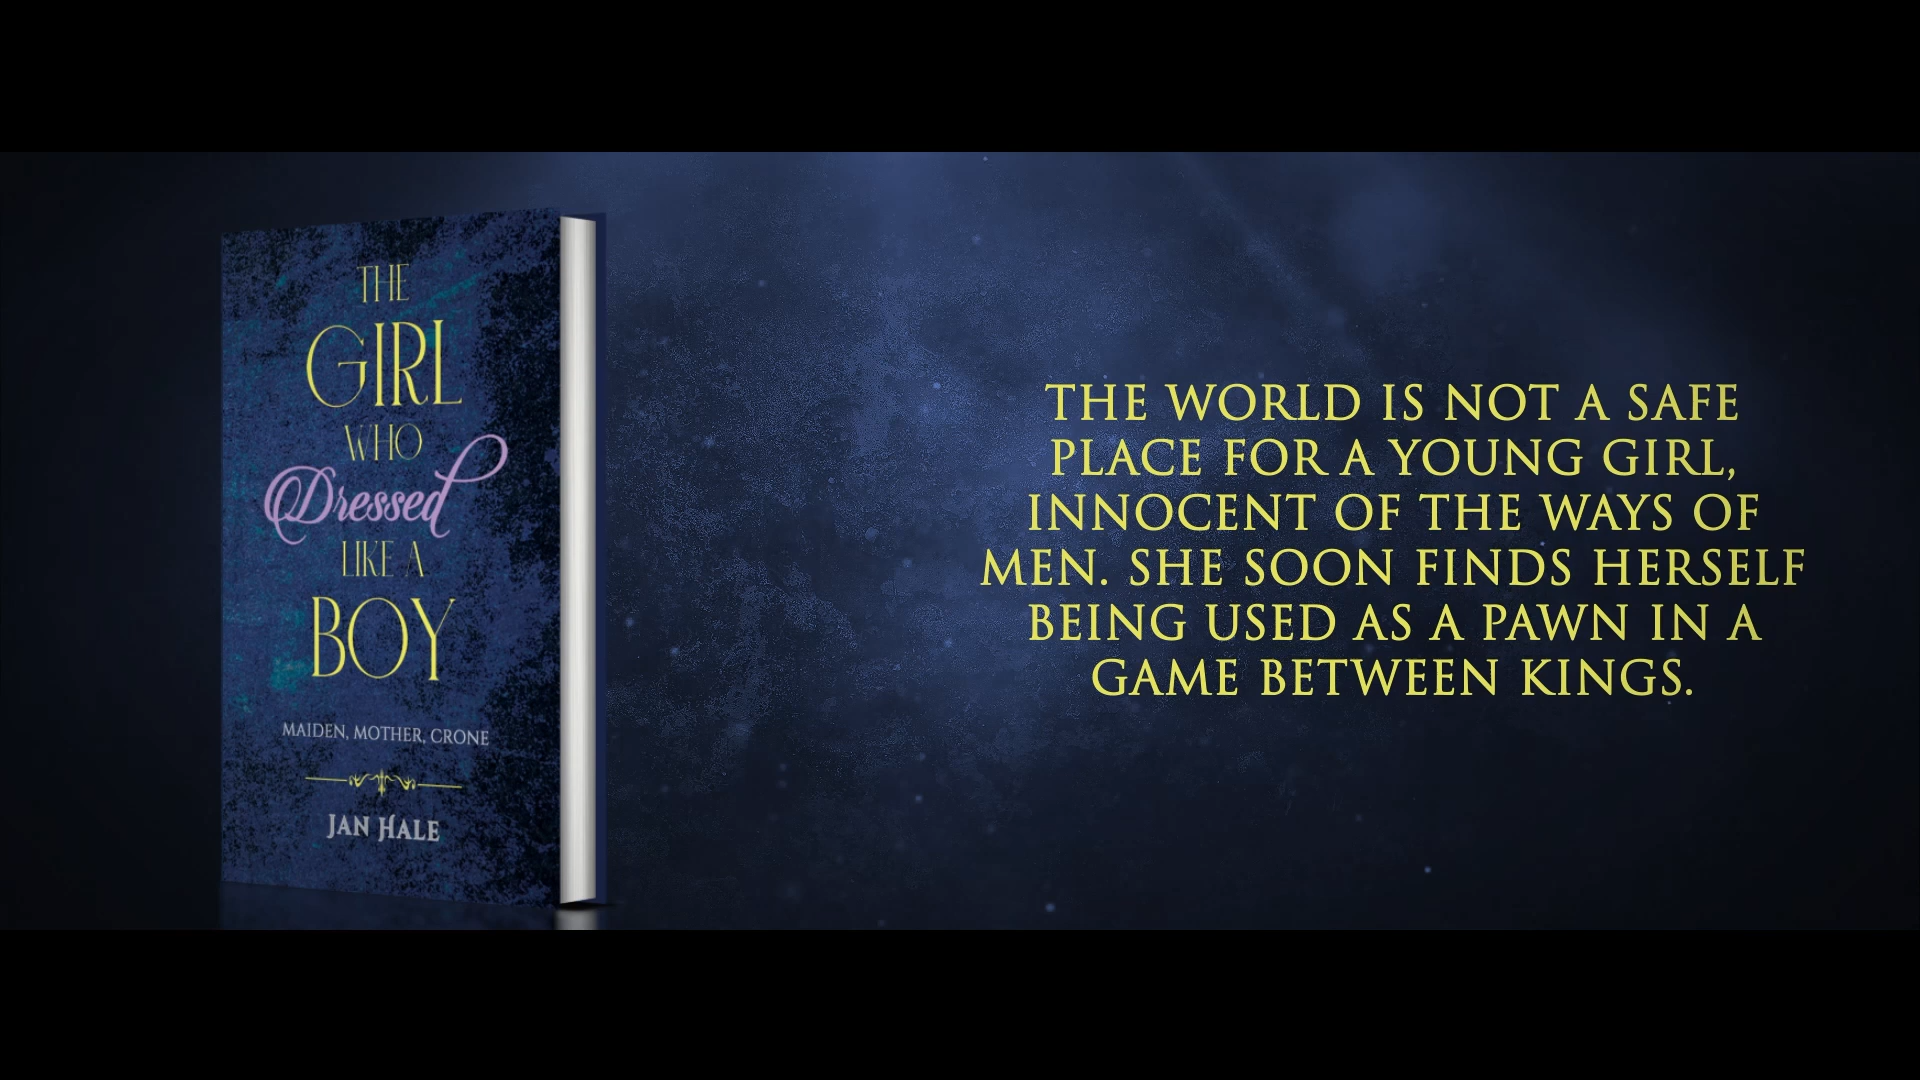 THE
GIRL
WHO
Dressed
LIKE A
BOY
MAIDEN, MOTHER, CRONE
JAN HALE
THE WORLD IS NOT A SAFE
PLACE FOR A YOUNG GIRL,
INNOCENT OF THE WAYS OF
MEN. SHE SOON FINDS HERSELF
BEING USED AS A PAWN IN A
GAME BETWEEN KINGS.